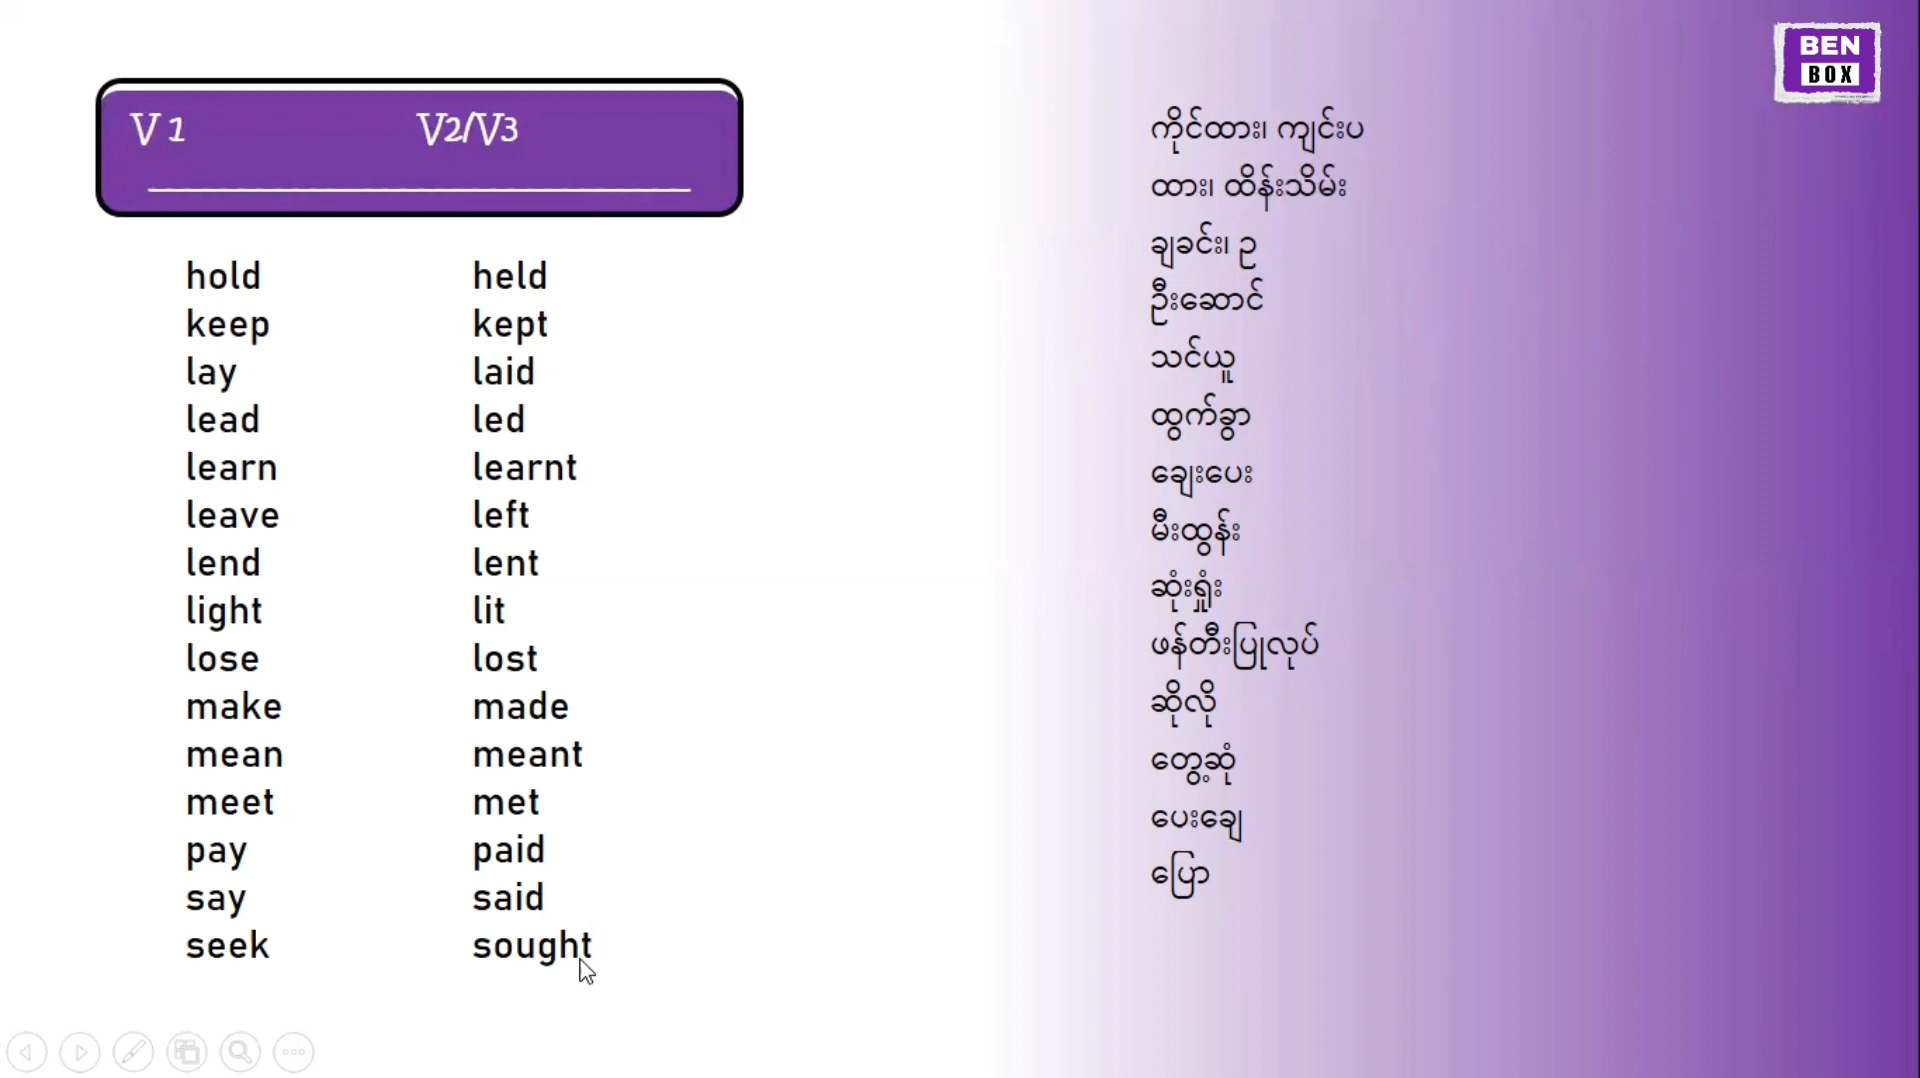 BEN
BOX
V 1 V2/V3
hold held
keep kept
lay laid
lead led
learn learnt
leave left
lend lent
light lit
lose lost
make made
mean meant
meet met
pay paid
say said
seek sought
ကိုင်ထား၊ ကျင်းပ
ထား၊ ထိန်းသိမ်း
ချခင်း၊ ဥ
ဦးဆောင်
သင်ယူ
ထွက်ခွာ
ချေးပေး
မီးထွန်း
ဆုံးရှုံး
ဖန်တီးပြုလုပ်
ဆိုလို
တွေ့ဆုံ
ပေးချေ
ပြော